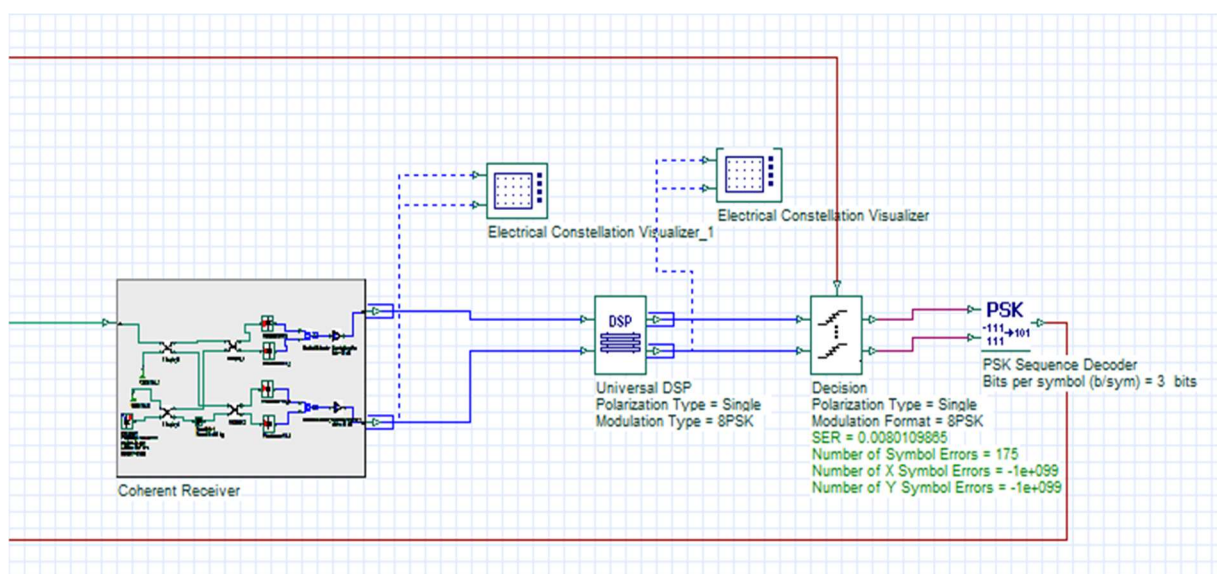 Electrical Constellation Visualizer
Electrical Constellation Visualizer_1
DSP
PSK
-111
111
→101
Universal DSP
Polarization Type = Single
Modulation Type = 8PSK
Decision
Polarization Type = Single
Modulation Format = 8PSK
SER = 0.0080109865
Number of Symbol Errors = 175
Number of X Symbol Errors = -1e+099
Number of Y Symbol Errors = -1e+099
PSK Sequence Decoder
Bits per symbol (b/sym) = 3 bits
Coherent Receiver